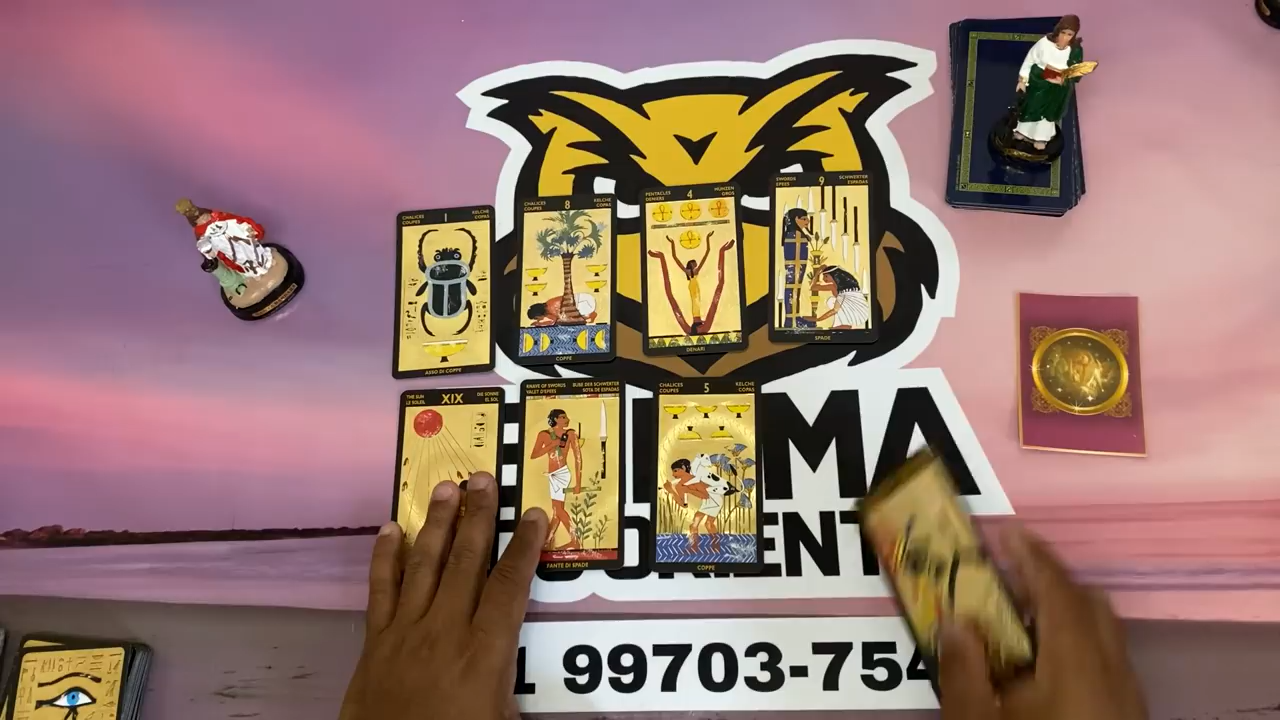 CHALICES
COUPES
1
KELCHE
COPAS
ASSO DI COPPE
CHALICES
COUPES
8
KELCHE
COPAS
COPPE
PENTACLES
DENIERS
4
MÜNZEN
OROS
DENARI
SWORDS
EPEES
9
SCHWERTER
ESPADAS
SPADE
THE SUN
LE SOLEIL
XIX
DIE SONNE
EL SOL
KNAVE OF SWORDS
VALET D'EPEES
BUBE DER SCHWERTER
SOTA DE ESPADAS
FANTE DI SPADE
CHALICES
COUPES
5
KELCHE
COPAS
COPPE
MA
ORIENT
1 99703-754